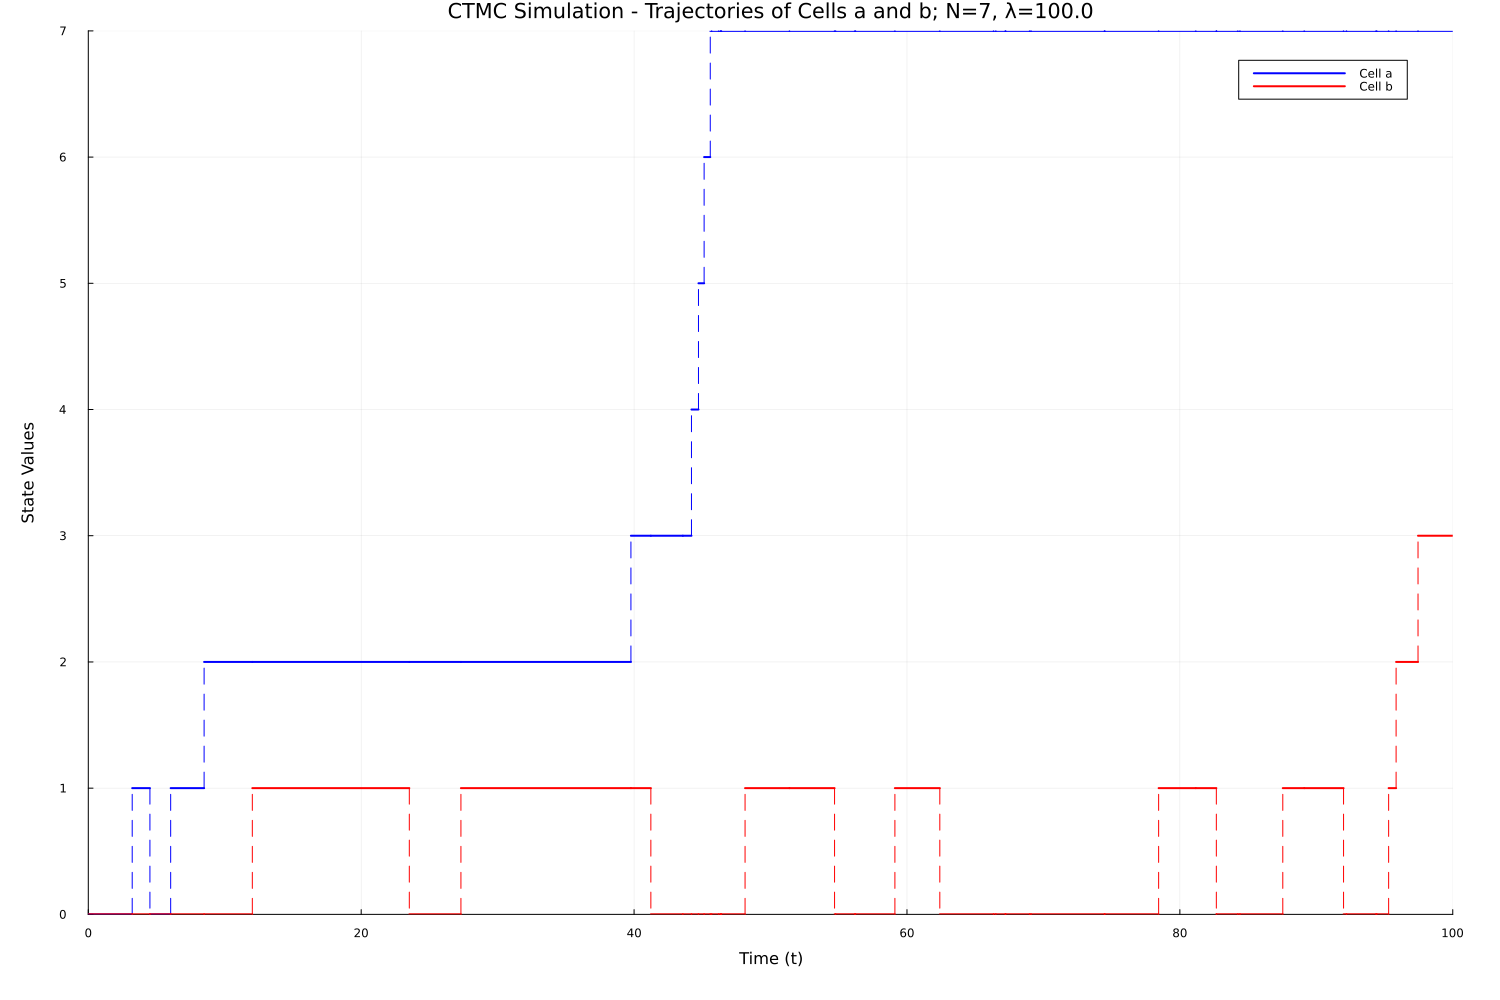 CTMC Simulation - Trajectories of Cells a and b; N=7, λ=100.0
7
Cell a
Cell b
6
5
4
State Values
3
2
1
0
0 20 40 60 80 100
Time (t)